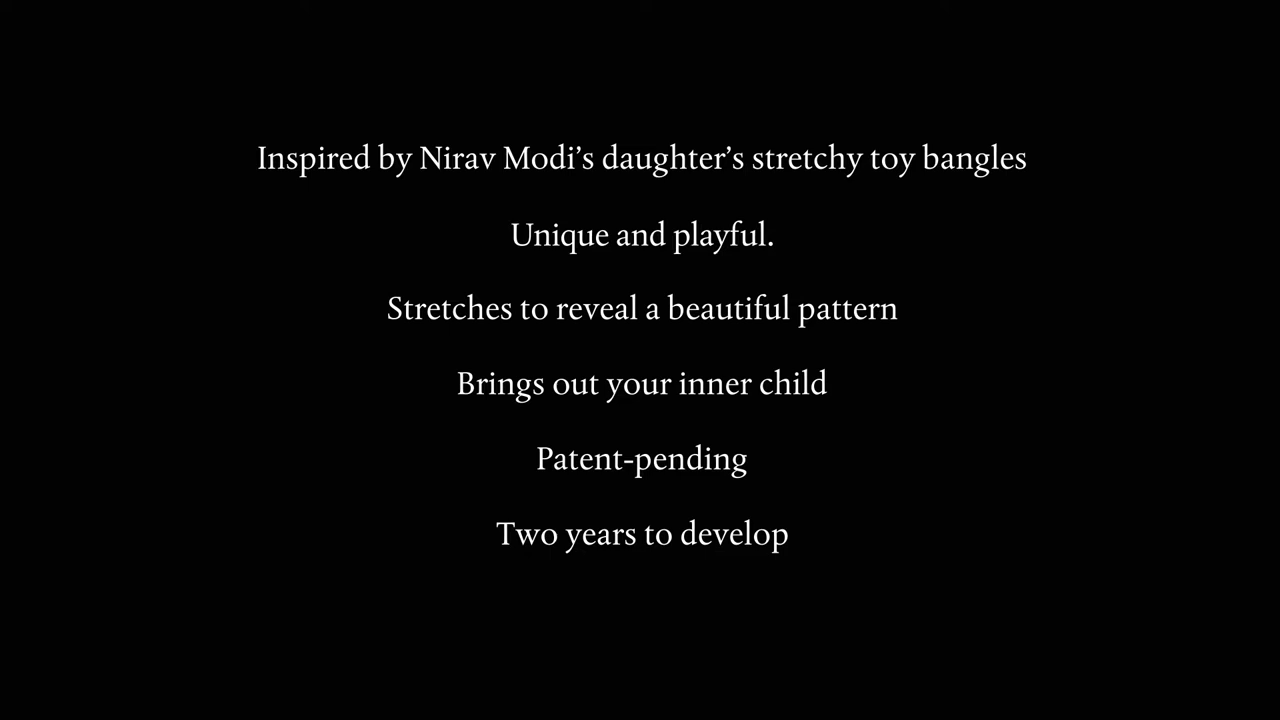 Inspired by Nirav Modi’s daughter’s stretchy toy bangles
Unique and playful.
Stretches to reveal a beautiful pattern
Brings out your inner child
Patent-pending
Two years to develop